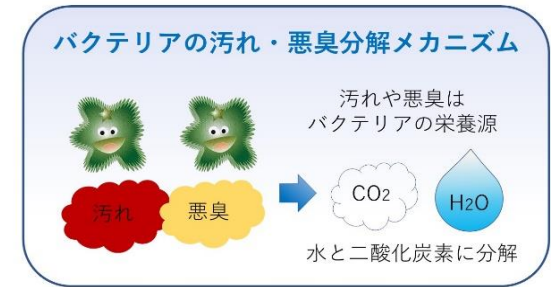 バクテリアの汚れ・悪臭分解メカニズム
汚れや悪臭は
バクテリアの栄養源
汚れ
悪臭
CO2
H2O
水と二酸化炭素に分解